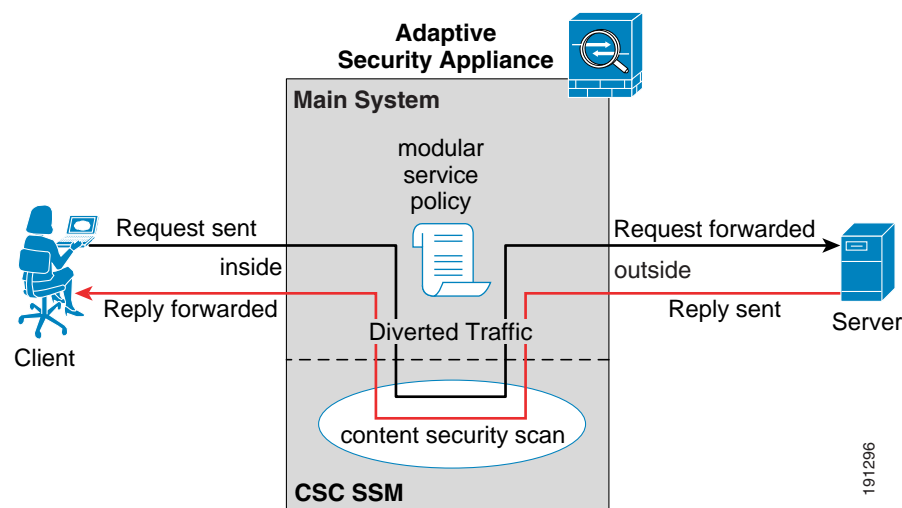 Adaptive
Security Appliance
Main System
modular
service
policy
Request sent
Request forwarded
inside
outside
Reply forwarded
Reply sent
Client
Server
Diverted Traffic
content security scan
CSC SSM
191296